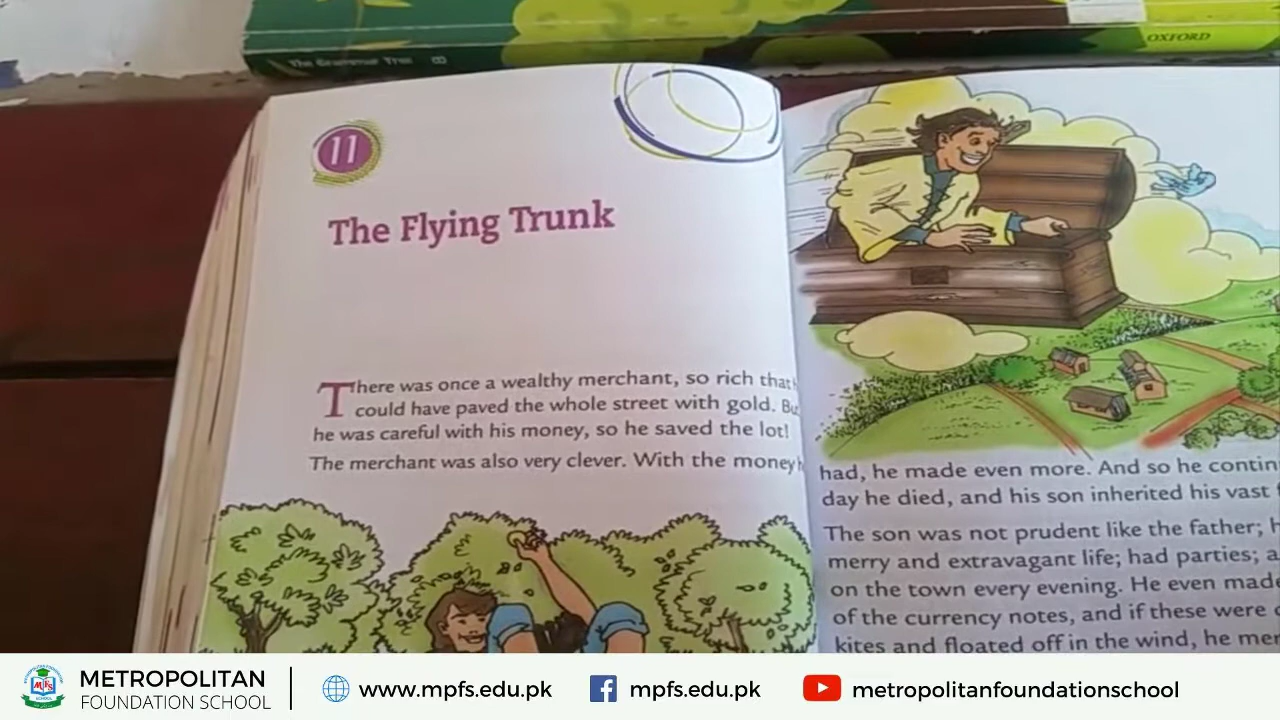 The Grammar Tree 8
OXFORD
11
The Flying Trunk
There was once a wealthy merchant, so rich that
could have paved the whole street with gold.
he was careful with his money, so he saved the lot!
The merchant was also very clever. With the money
had, he made even more. And so he
day he died, and his son inherited his vast
The son was not prudent like the father;
merry and extravagant life; had parties;
on the town every evening. He even made
of the currency notes, and if these were
kites and floated off in the wind, he
METROPOLITAN
FOUNDATION SCHOOL
www.mpfs.edu.pk
mpfs.edu.pk
metropolitanfoundationschool